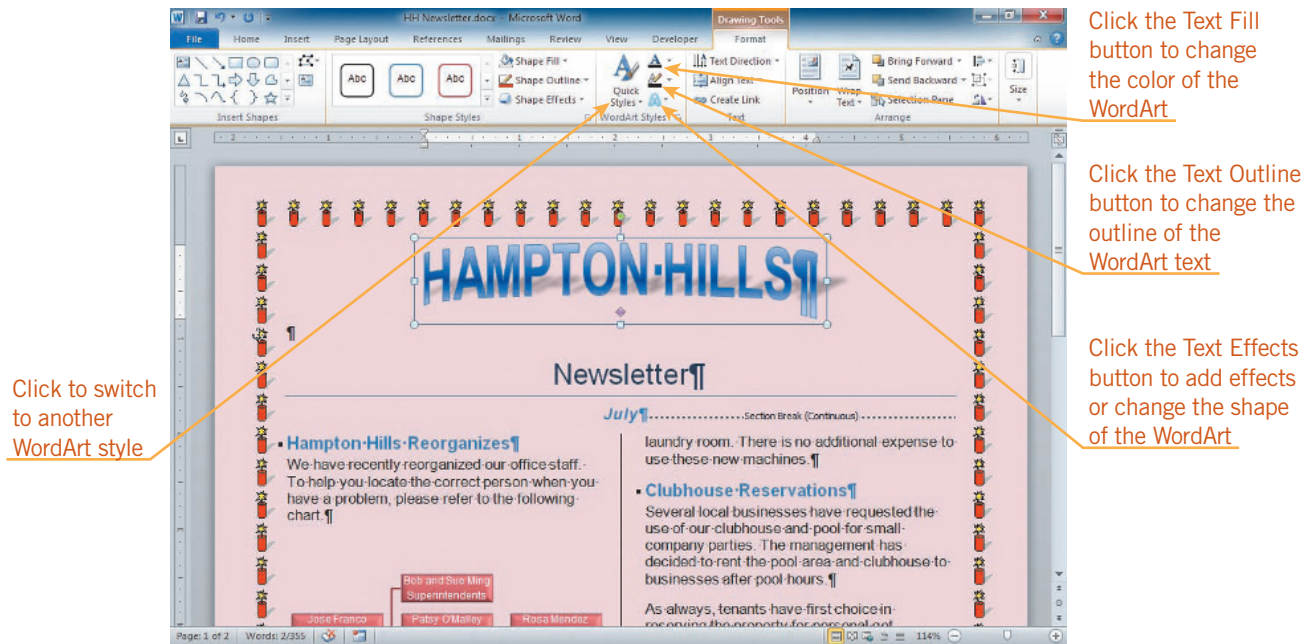 HH Newsletter.docx - Microsoft Word
Drawing Tools
File Home Insert Page Layout References Mailings Review View Developer Format
Abc Abc Abc
Shape Fill
Shape Outline
Shape Effects
Quick Styles
Text Direction
Align Text
Create Link
Position
Wrap Text
Bring Forward
Send Backward
Selection Pane
Size
Insert Shapes
Shape Styles
WordArt Styles
Text
Arrange
Click the Text Fill
button to change
the color of the
WordArt
Click the Text Outline
button to change the
outline of the
WordArt text
Click the Text Effects
button to add effects
or change the shape
of the WordArt
Click to switch
to another
WordArt style
HAMPTON·HILLS¶
¶
Newsletter¶
July¶
Section Break (Continuous)
Hampton·Hills·Reorganizes¶
We·have·recently·reorganized·our·office·staff.·
To·help·you·locate·the·correct·person·when·you·
have·a·problem,·please·refer·to·the·following·
chart.¶
Bob and Sue Ming
Superintendents
Jose Franco
Patsy O'Malley
Rosa Mendez
laundry·room.·There·is·no·additional·expense·to·
use·these·new·machines.¶
Clubhouse·Reservations¶
Several·local·businesses·have·requested·the·
use·of·our·clubhouse·and·pool·for·small·
company·parties.·The·management·has·
decided·to·rent·the·pool·area·and·clubhouse·to·
businesses·after·pool·hours.¶
As·always,·tenants·have·first·choice·in·
reserving·the·property·for·personal·get
Page: 1 of 2
Words: 2/355
114%